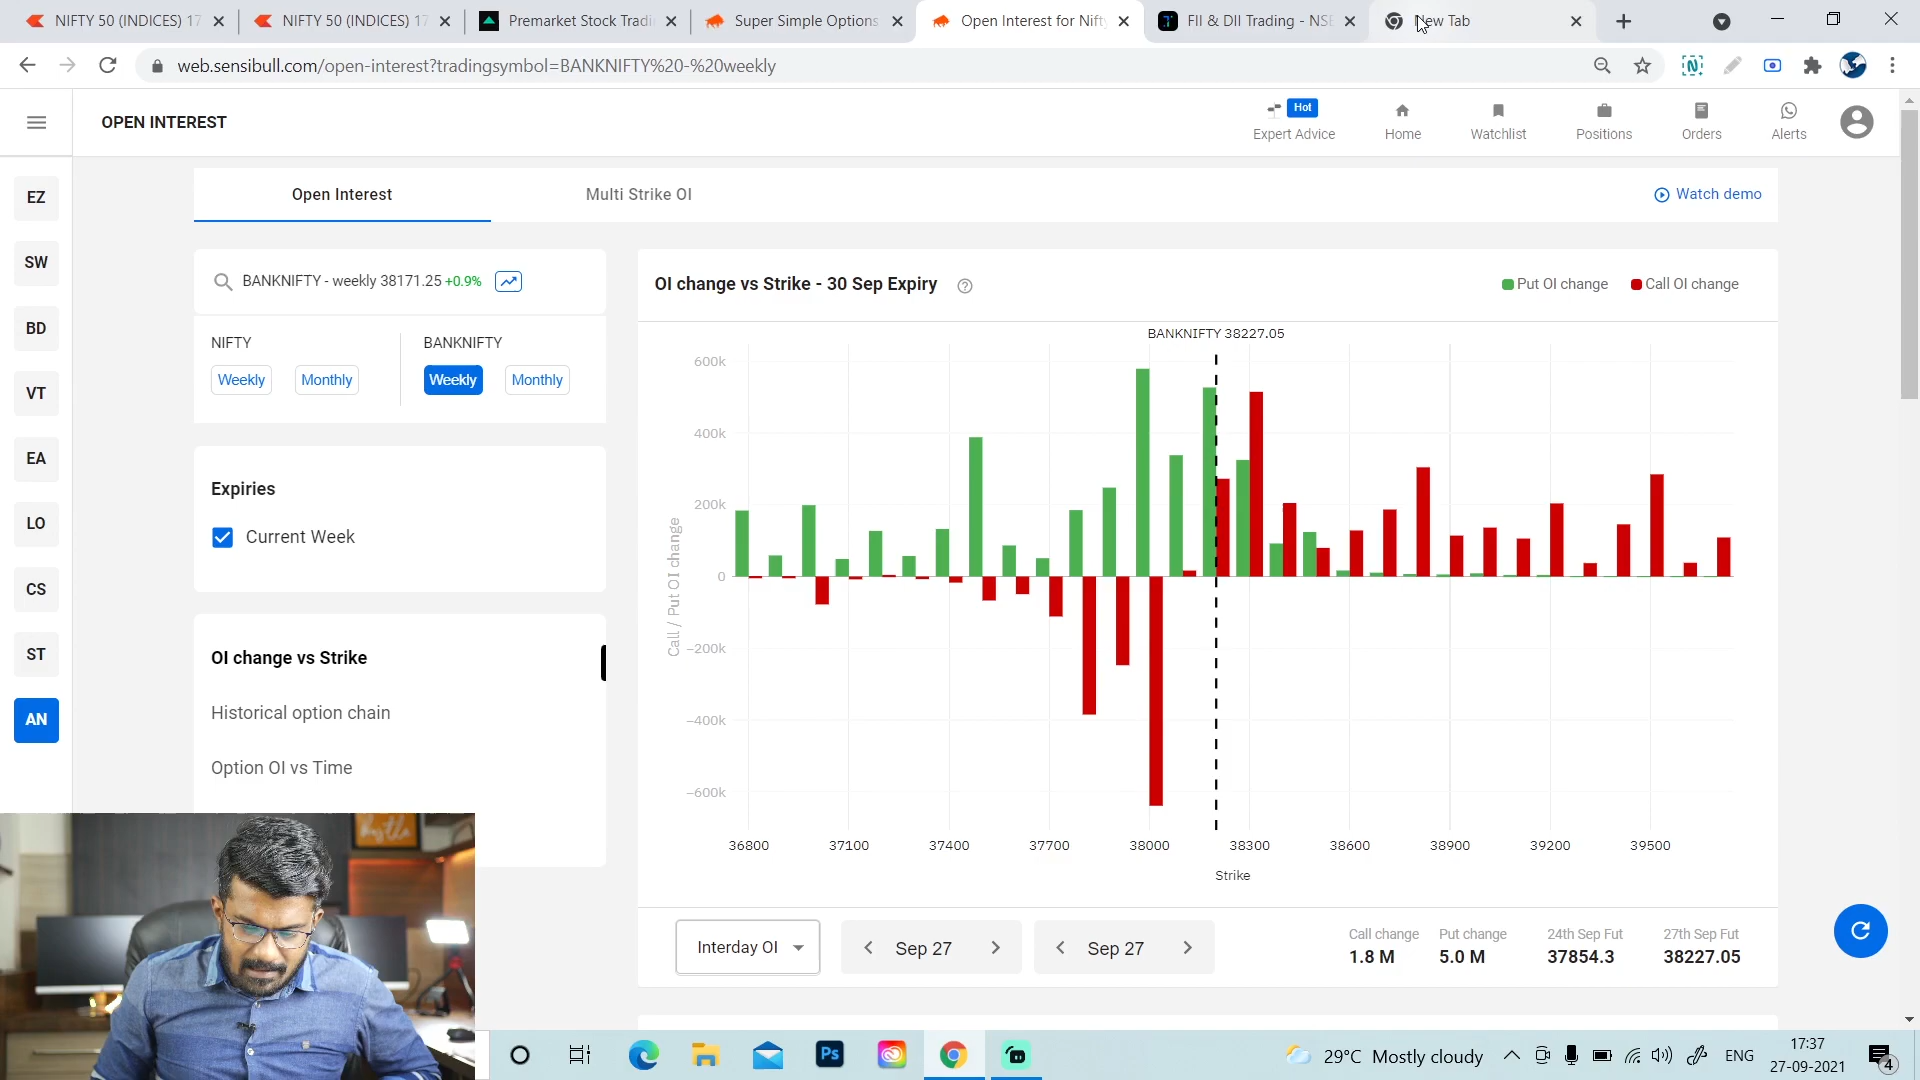 NIFTY 50 (INDICES) 17
NIFTY 50 (INDICES) 17
Premarket Stock Tradi
Super Simple Options
Open Interest for Nifty
FII & DII Trading - NSE
New Tab
web.sensibull.com/open-interest?tradingsymbol=BANKNIFTY%20-%20weekly
OPEN INTEREST
Hot
Expert Advice
Home
Watchlist
Positions
Orders
Alerts
EZ
SW
BD
VT
EA
LO
CS
ST
AN
Open Interest
Multi Strike OI
Watch demo
BANKNIFTY - weekly 38171.25 +0.9%
NIFTY
BANKNIFTY
Weekly
Monthly
Weekly
Monthly
Expiries
Current Week
OI change vs Strike
Historical option chain
Option OI vs Time
OI change vs Strike - 30 Sep Expiry
Put OI change
Call OI change
BANKNIFTY 38227.05
600k
400k
200k
0
−200k
−400k
−600k
Call / Put OI change
36800 37100 37400 37700 38000 38300 38600 38900 39200 39500
Strike
Interday OI
Sep 27
Sep 27
Call change Put change 24th Sep Fut 27th Sep Fut
1.8 M 5.0 M 37854.3 38227.05
Hustle
Ps
29°C Mostly cloudy
ENG
17:37
27-09-2021
4